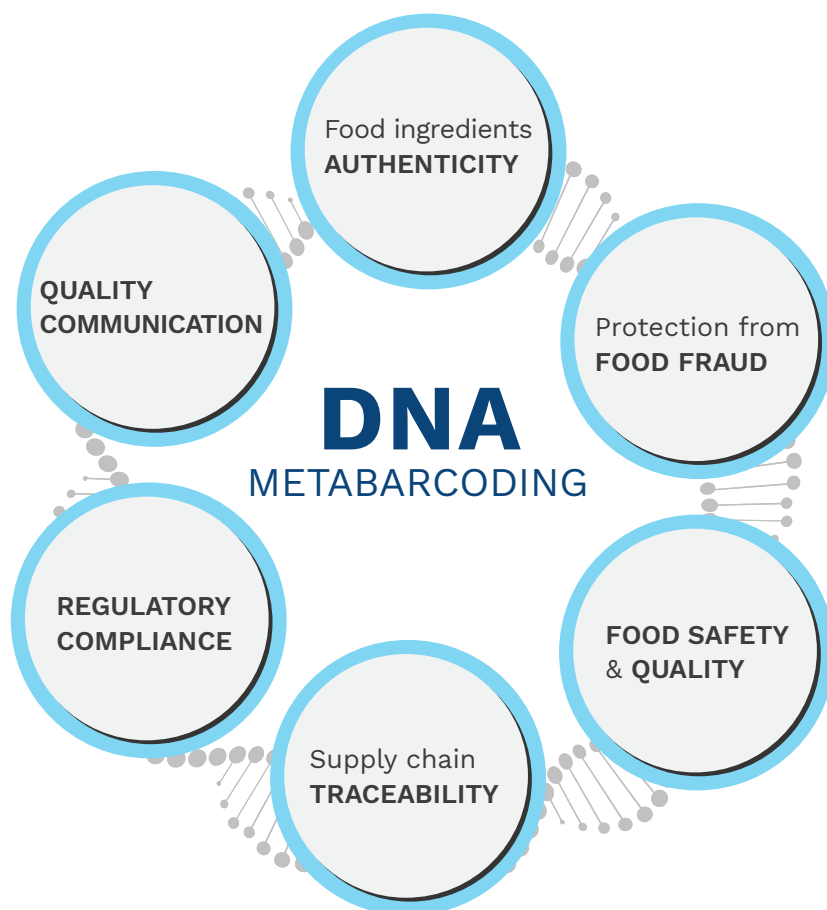 Food ingredients
AUTHENTICITY
Protection from
FOOD FRAUD
FOOD SAFETY
& QUALITY
Supply chain
TRACEABILITY
REGULATORY
COMPLIANCE
QUALITY
COMMUNICATION
DNA
METABARCODING